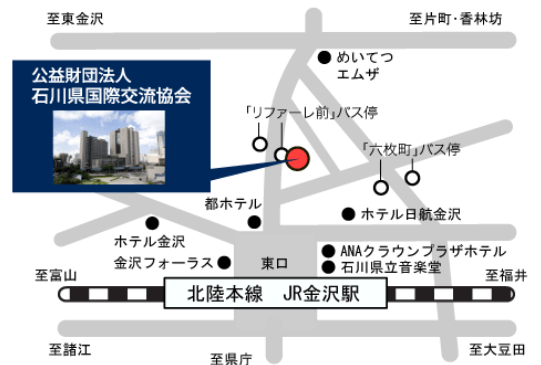 至東金沢
至片町・香林坊
めいてつ
エムザ
公益財団法人
石川県国際交流協会
「リファーレ前」バス停
「六枚町」バス停
都ホテル
ホテル日航金沢
ホテル金沢
金沢フォーラス
東口
ANAクラウンプラザホテル
石川県立音楽堂
至富山
至福井
北陸本線 JR金沢駅
至諸江
至県庁
至大豆田